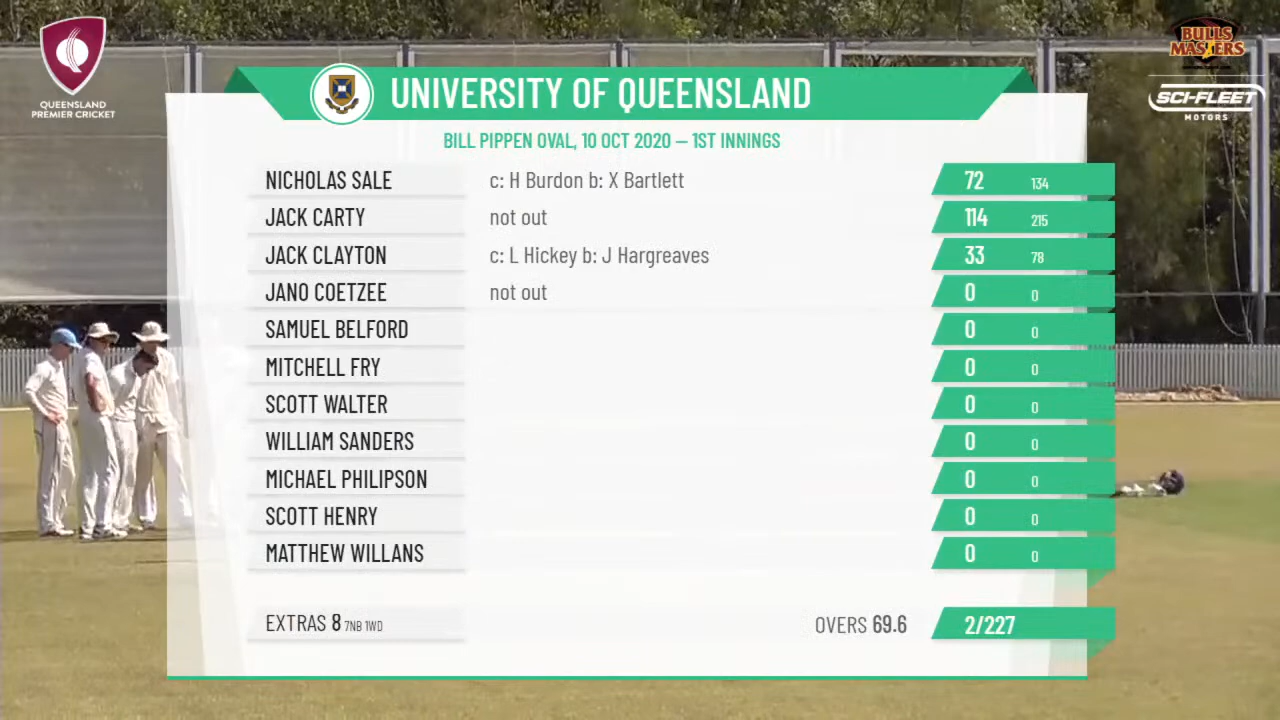 QUEENSLAND
PREMIER CRICKET
BULLS
MASTERS
SCI-FLEET
MOTORS
UNIVERSITY OF QUEENSLAND
BILL PIPPEN OVAL, 10 OCT 2020 – 1ST INNINGS
NICHOLAS SALE c: H Burdon b: X Bartlett 72 134
JACK CARTY not out 114 215
JACK CLAYTON c: L Hickey b: J Hargreaves 33 78
JANO COETZEE not out 0 0
SAMUEL BELFORD 0 0
MITCHELL FRY 0 0
SCOTT WALTER 0 0
WILLIAM SANDERS 0 0
MICHAEL PHILIPSON 0 0
SCOTT HENRY 0 0
MATTHEW WILLANS 0 0
EXTRAS 8 7NB 1WD OVERS 69.6 2/227